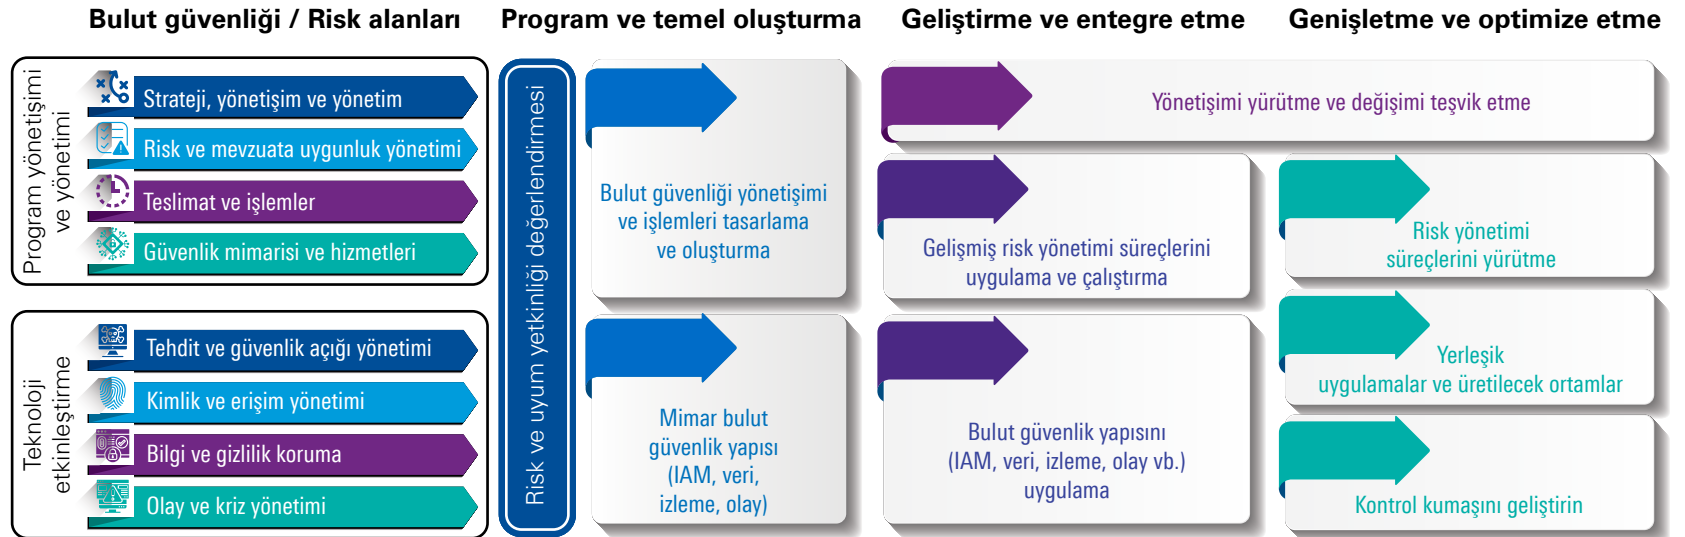 Bulut güvenliği / Risk alanları
Program ve temel oluşturma
Geliştirme ve entegre etme
Genişletme ve optimize etme
Program yönetişimi
ve yönetimi
Strateji, yönetişim ve yönetim
Risk ve mevzuata uygunluk yönetimi
Teslimat ve işlemler
Güvenlik mimarisi ve hizmetleri
Teknoloji
etkinleştirme
Tehdit ve güvenlik açığı yönetimi
Kimlik ve erişim yönetimi
Bilgi ve gizlilik koruma
Olay ve kriz yönetimi
Risk ve uyum yetkinliği değerlendirmesi
Bulut güvenliği yönetişimi
ve işlemleri tasarlama
ve oluşturma
Mimar bulut
güvenlik yapısı
(IAM, veri,
izleme, olay)
Yönetişimi yürütme ve değişimi teşvik etme
Gelişmiş risk yönetimi süreçlerini
uygulama ve çalıştırma
Bulut güvenlik yapısını
(IAM, veri, izleme, olay vb.)
uygulama
Risk yönetimi
süreçlerini yürütme
Yerleşik
uygulamalar ve üretilecek ortamlar
Kontrol kumaşını geliştirin